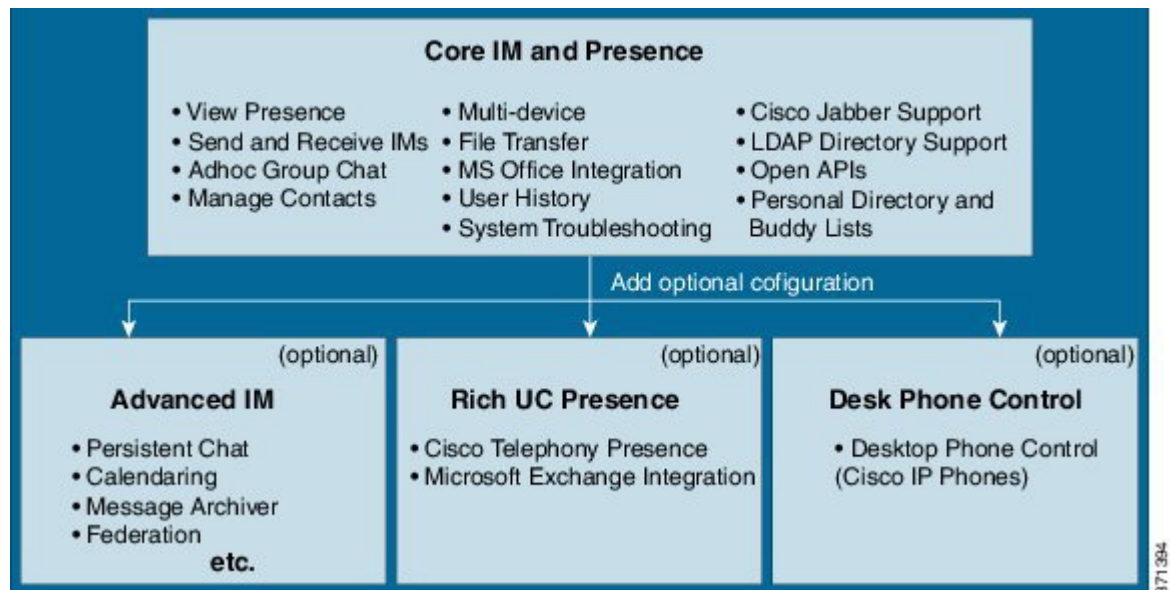 Core IM and Presence
• View Presence
• Send and Receive IMs
• Adhoc Group Chat
• Manage Contacts
• Multi-device
• File Transfer
• MS Office Integration
• User History
• System Troubleshooting
• Cisco Jabber Support
• LDAP Directory Support
• Open APIs
• Personal Directory and
Buddy Lists
Add optional cofiguration
(optional)
Advanced IM
• Persistent Chat
• Calendaring
• Message Archiver
• Federation
etc.
(optional)
Rich UC Presence
• Cisco Telephony Presence
• Microsoft Exchange Integration
(optional)
Desk Phone Control
• Desktop Phone Control
(Cisco IP Phones)
371394